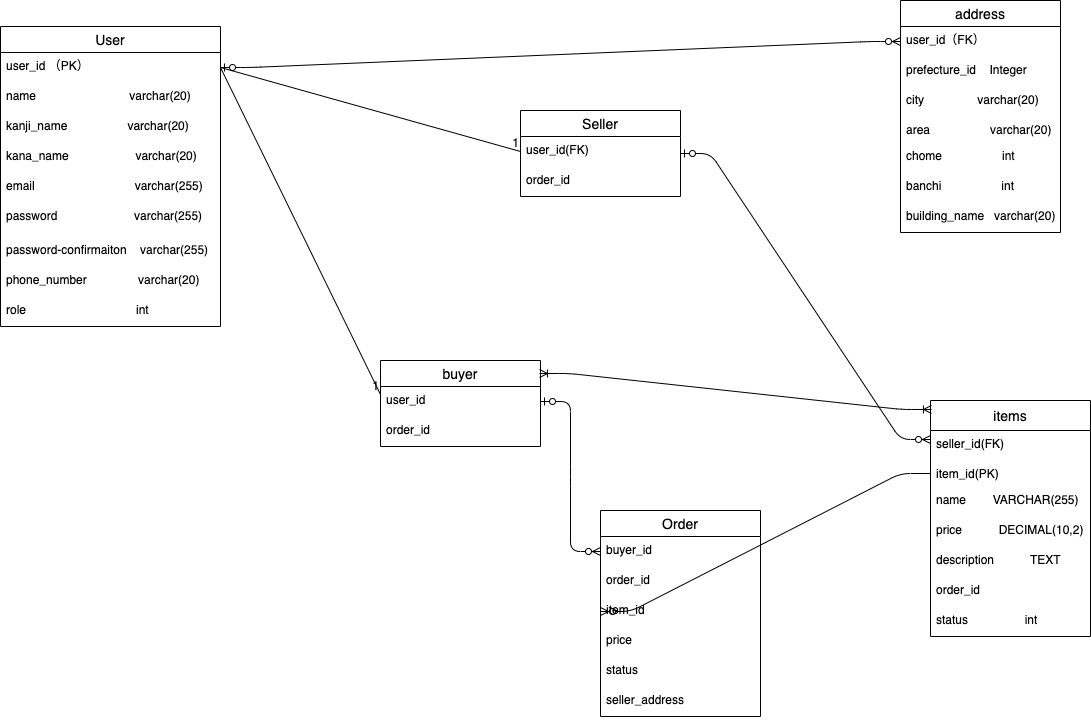 User
user_id （PK）
name varchar(20)
kanji_name varchar(20)
kana_name varchar(20)
email varchar(255)
password varchar(255)
password-confirmaiton varchar(255)
phone_number varchar(20)
role int
address
user_id（FK）
prefecture_id Integer
city varchar(20)
area varchar(20)
chome int
banchi int
building_name varchar(20)
Seller
1
user_id(FK)
order_id
buyer
1
user_id
order_id
items
seller_id(FK)
item_id(PK)
name VARCHAR(255)
price DECIMAL(10,2)
description TEXT
order_id
status int
Order
buyer_id
order_id
item_id
price
status
seller_address